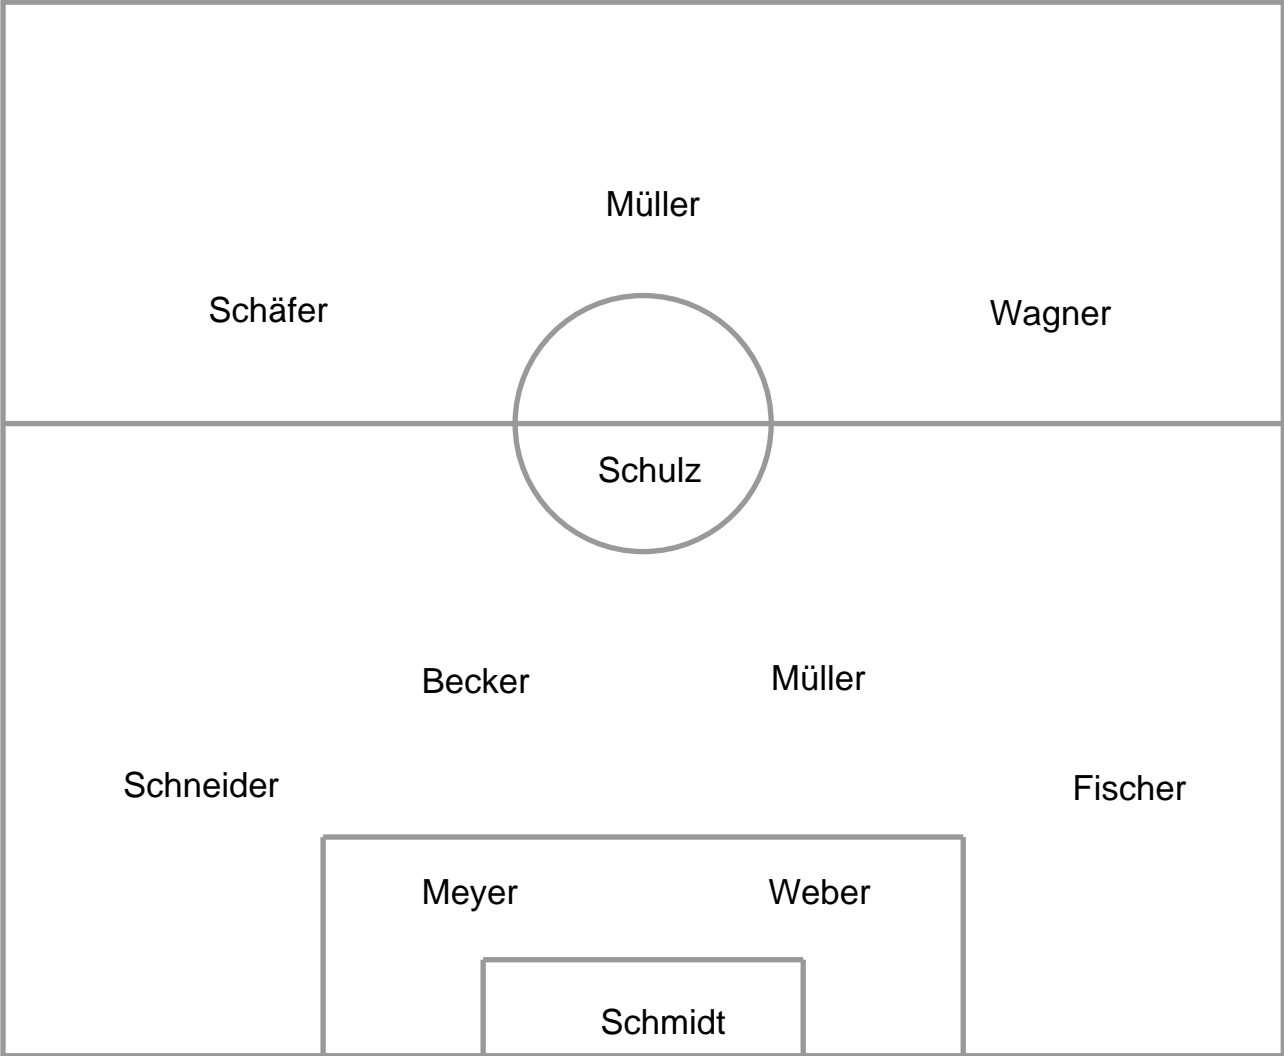 Müller
Schäfer
Wagner
Schulz
Becker
Müller
Schneider
Fischer
Meyer
Weber
Schmidt